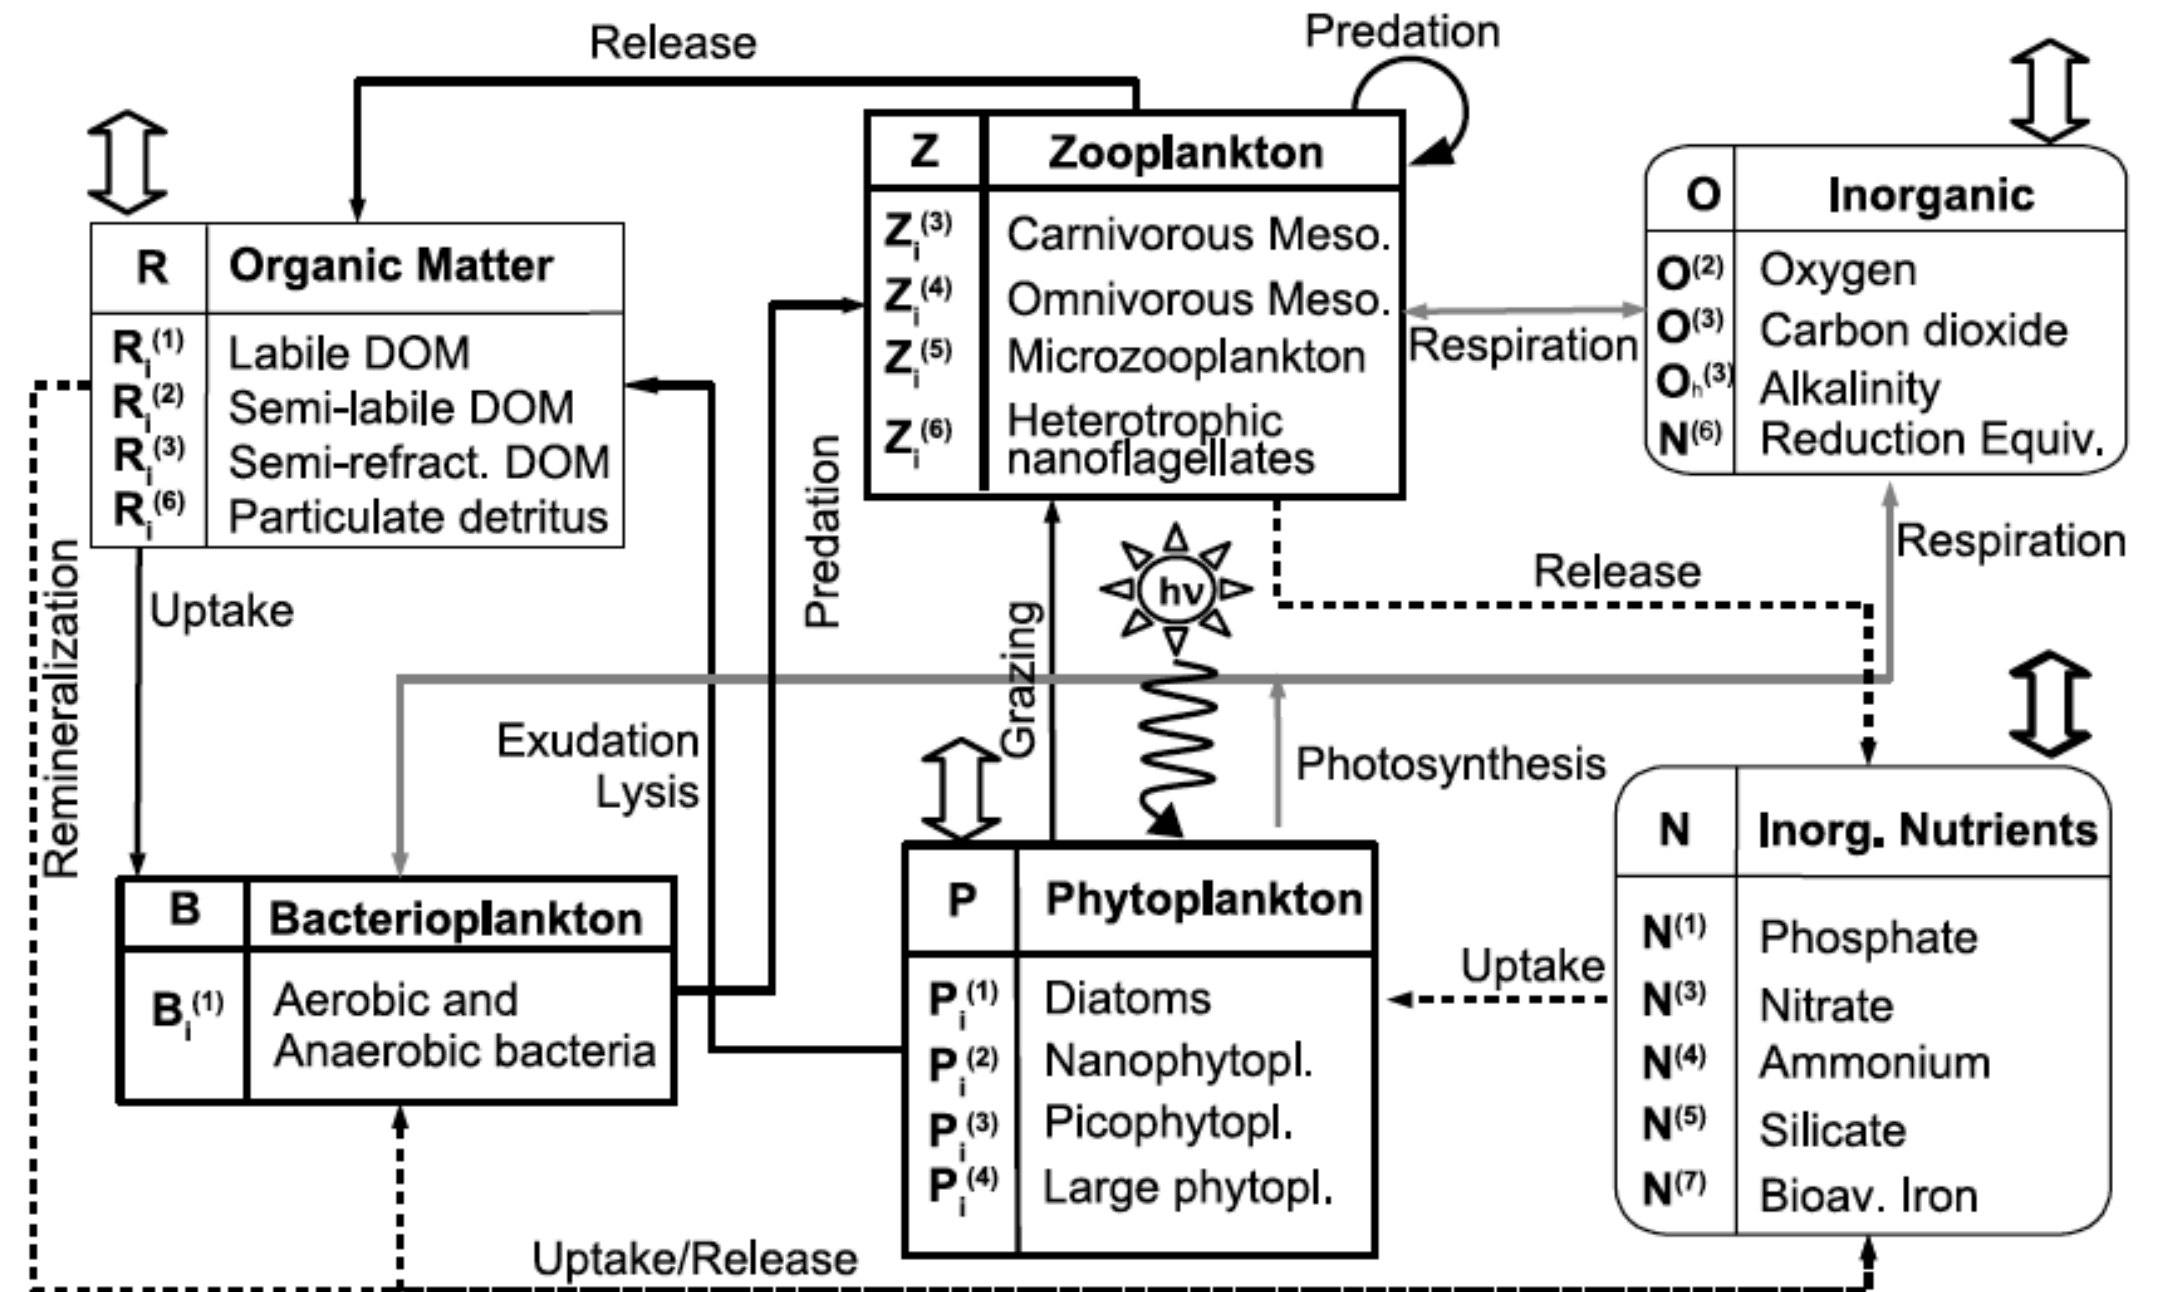 Release
Predation
Z Zooplankton
Zi(3) Carnivorous Meso.
Zi(4) Omnivorous Meso.
Zi(5) Microzooplankton
Zi(6) Heterotrophic
nanoflagellates
O Inorganic
O(2) Oxygen
O(3) Carbon dioxide
Oh(3) Alkalinity
N(6) Reduction Equiv.
R Organic Matter
Ri(1) Labile DOM
Ri(2) Semi-labile DOM
Ri(3) Semi-refract. DOM
Ri(6) Particulate detritus
Respiration
Predation
Remineralization
Uptake
Grazing
hν
Release
Respiration
Exudation
Lysis
Photosynthesis
B Bacterioplankton
Bi(1) Aerobic and
Anaerobic bacteria
P Phytoplankton
Pi(1) Diatoms
Pi(2) Nanophytopl.
Pi(3) Picophytopl.
Pi(4) Large phytopl.
Uptake
N Inorg. Nutrients
N(1) Phosphate
N(3) Nitrate
N(4) Ammonium
N(5) Silicate
N(7) Bioav. Iron
Uptake/Release